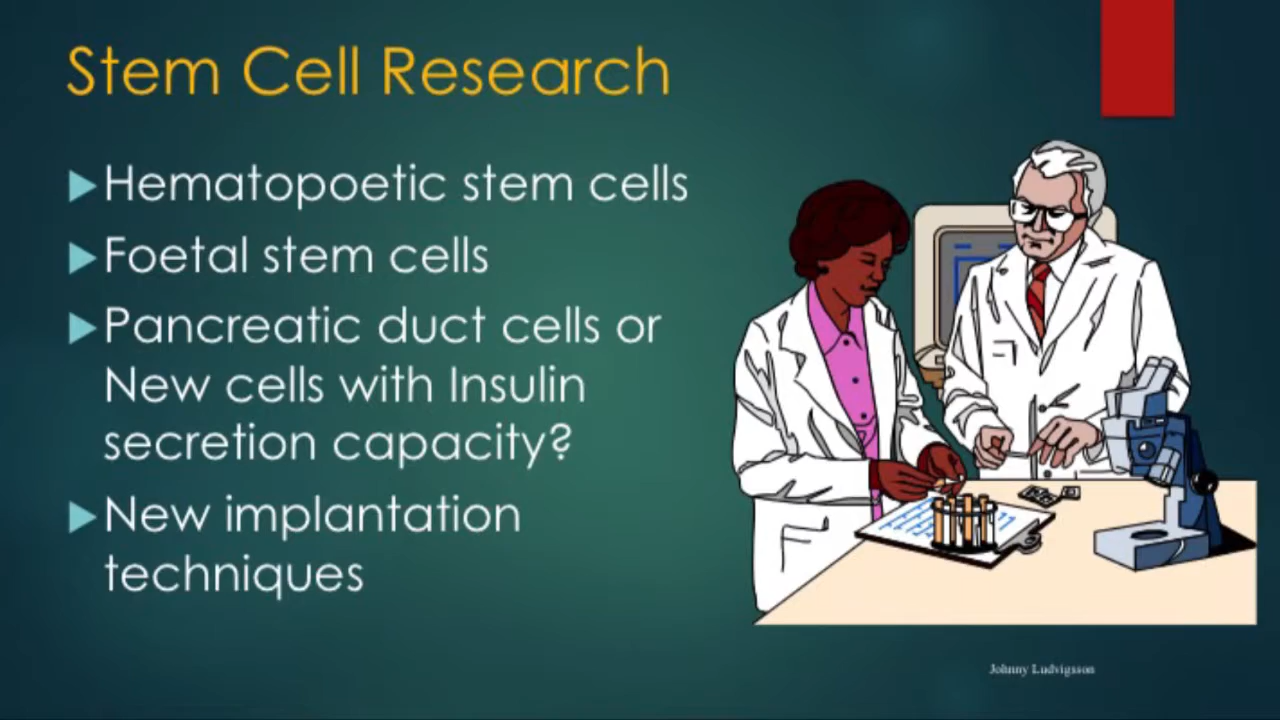 Stem Cell Research
Hematopoetic stem cells
Foetal stem cells
Pancreatic duct cells or
New cells with Insulin
secretion capacity?
New implantation
techniques
Johnny Ludvigsson